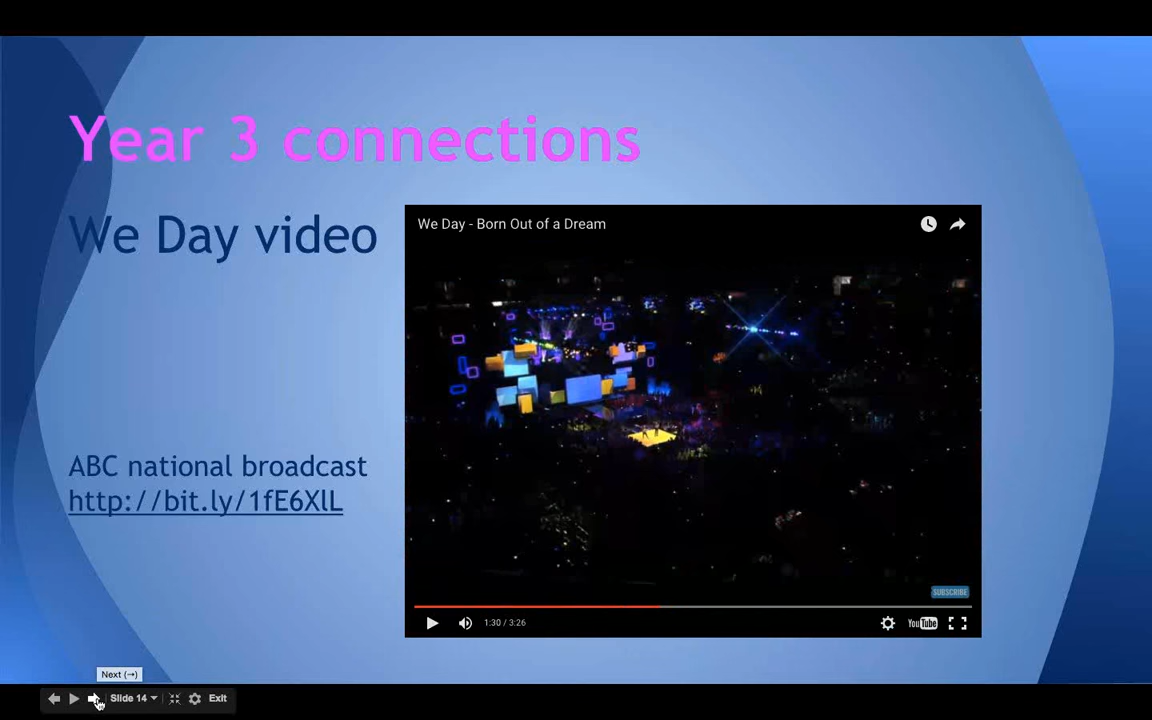 Year 3 connections
We Day video
We Day - Born Out of a Dream
ABC national broadcast
http://bit.ly/1fE6XlL
SUBSCRIBE
1:30 / 3:26
YouTube
Next (→)
Slide 14
Exit